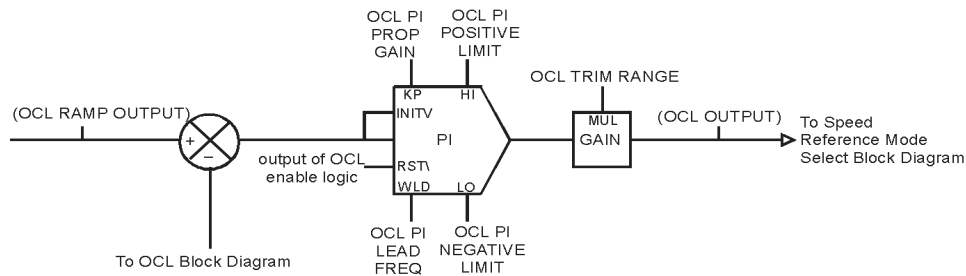 OCL PI
PROP
GAIN
OCL PI
POSITIVE
LIMIT
OCL TRIM RANGE
(OCL RAMP OUTPUT)
KP
HI
INITV
MUL
(OCL OUTPUT)
To Speed
Reference Mode
Select Block Diagram
+
−
PI
GAIN
output of OCL
enable logic
RST\
WLD
LO
OCL PI
LEAD
FREQ
OCL PI
NEGATIVE
LIMIT
To OCL Block Diagram